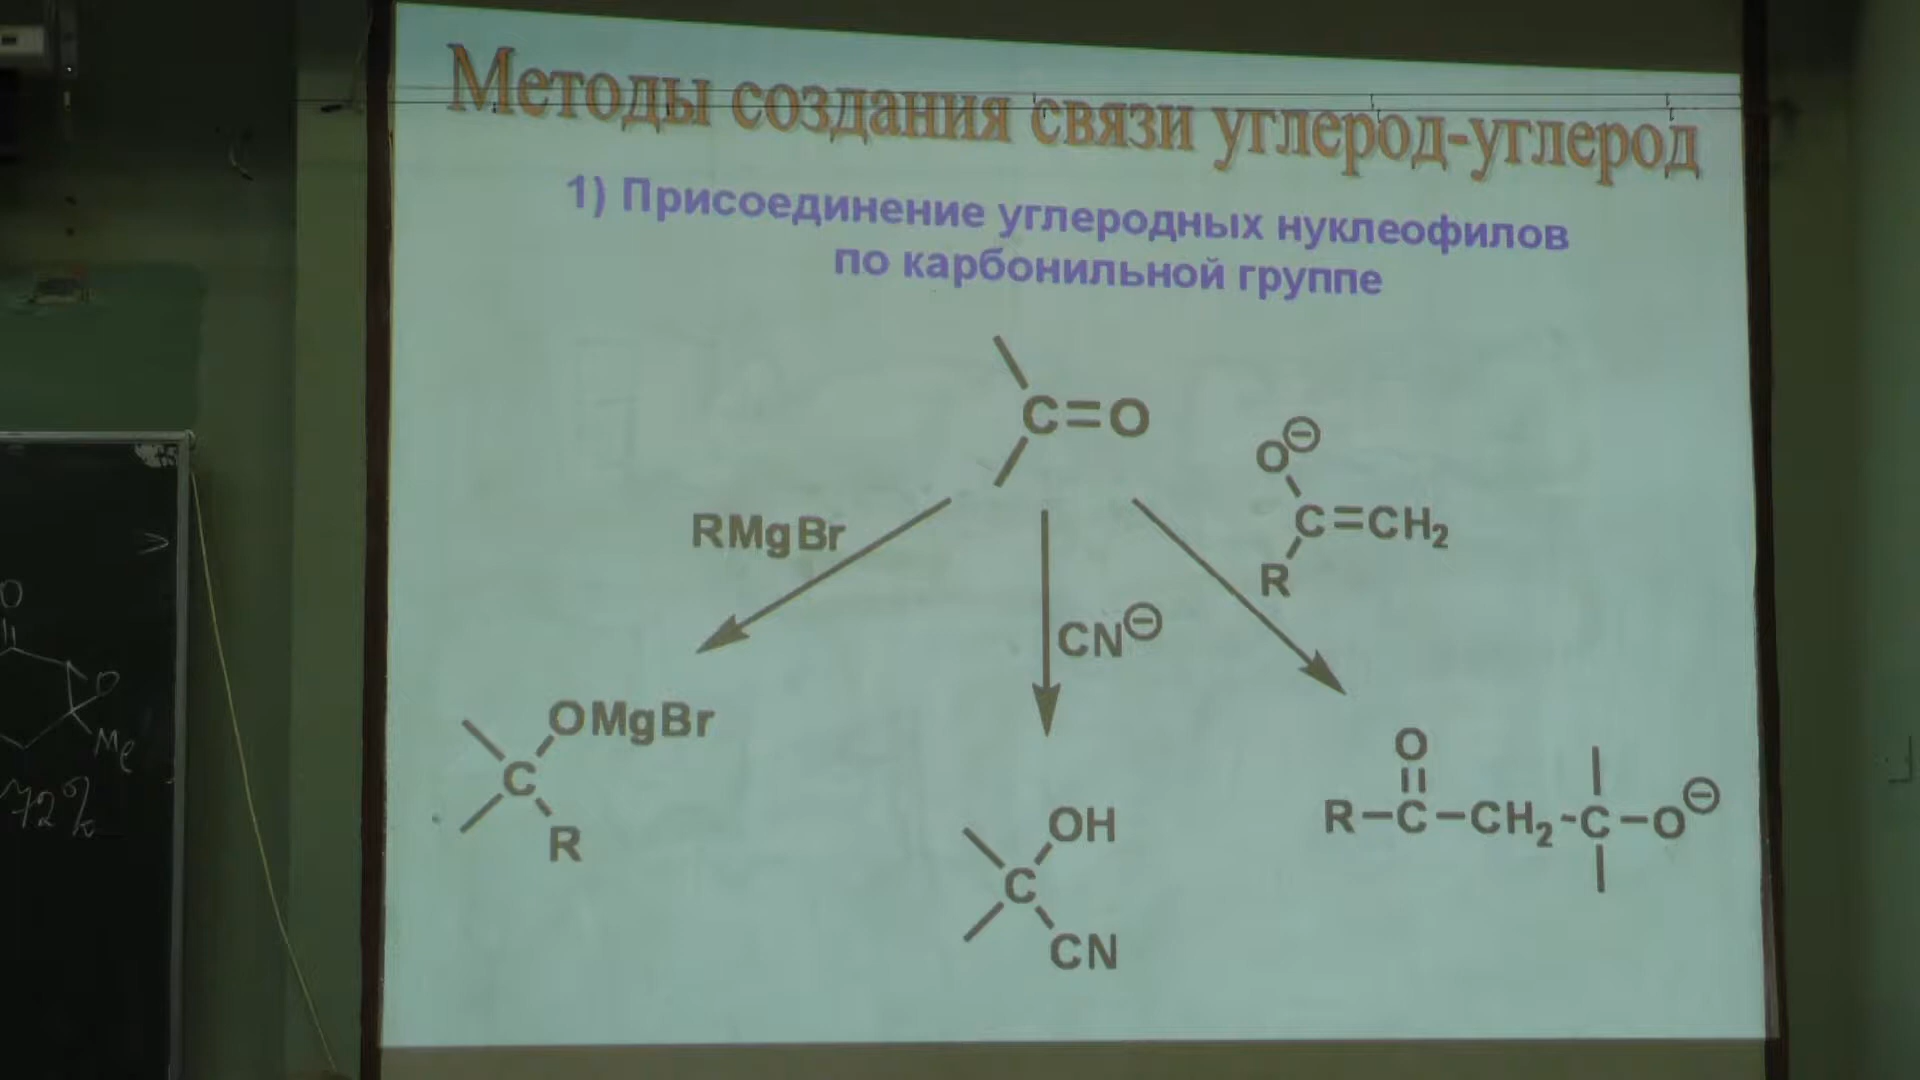 Методы создания связи углерод-углерод
1) Присоединение углеродных нуклеофилов
по карбонильной группе
C=O
O⊖
C=CH₂
R
RMgBr
CN⊖
OMgBr
C
R
OH
C
CN
O
R-C-CH₂-C-O⊖
O
O
Me
72%